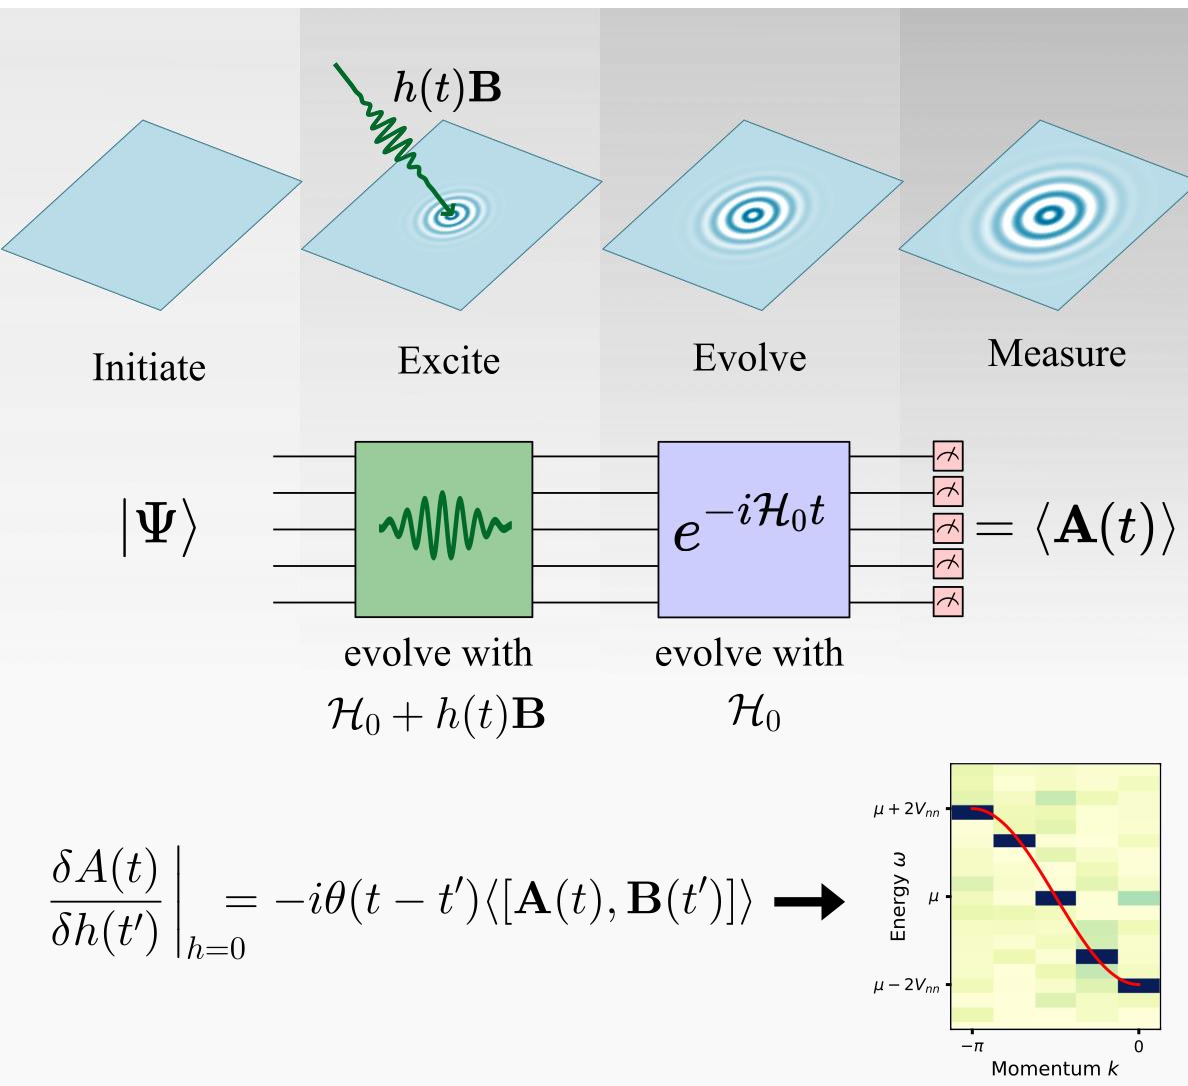 h(t)B
Initiate
Excite
Evolve
Measure
|Ψ⟩
e^{−iℋ₀t}
= ⟨A(t)⟩
evolve with
ℋ₀ + h(t)B
evolve with
ℋ₀
δA(t)/δh(t′)|_{h=0} = −iθ(t − t′)⟨[A(t), B(t′)]⟩
μ + 2V_{nn}
μ
μ − 2V_{nn}
Energy ω
−π
0
Momentum k